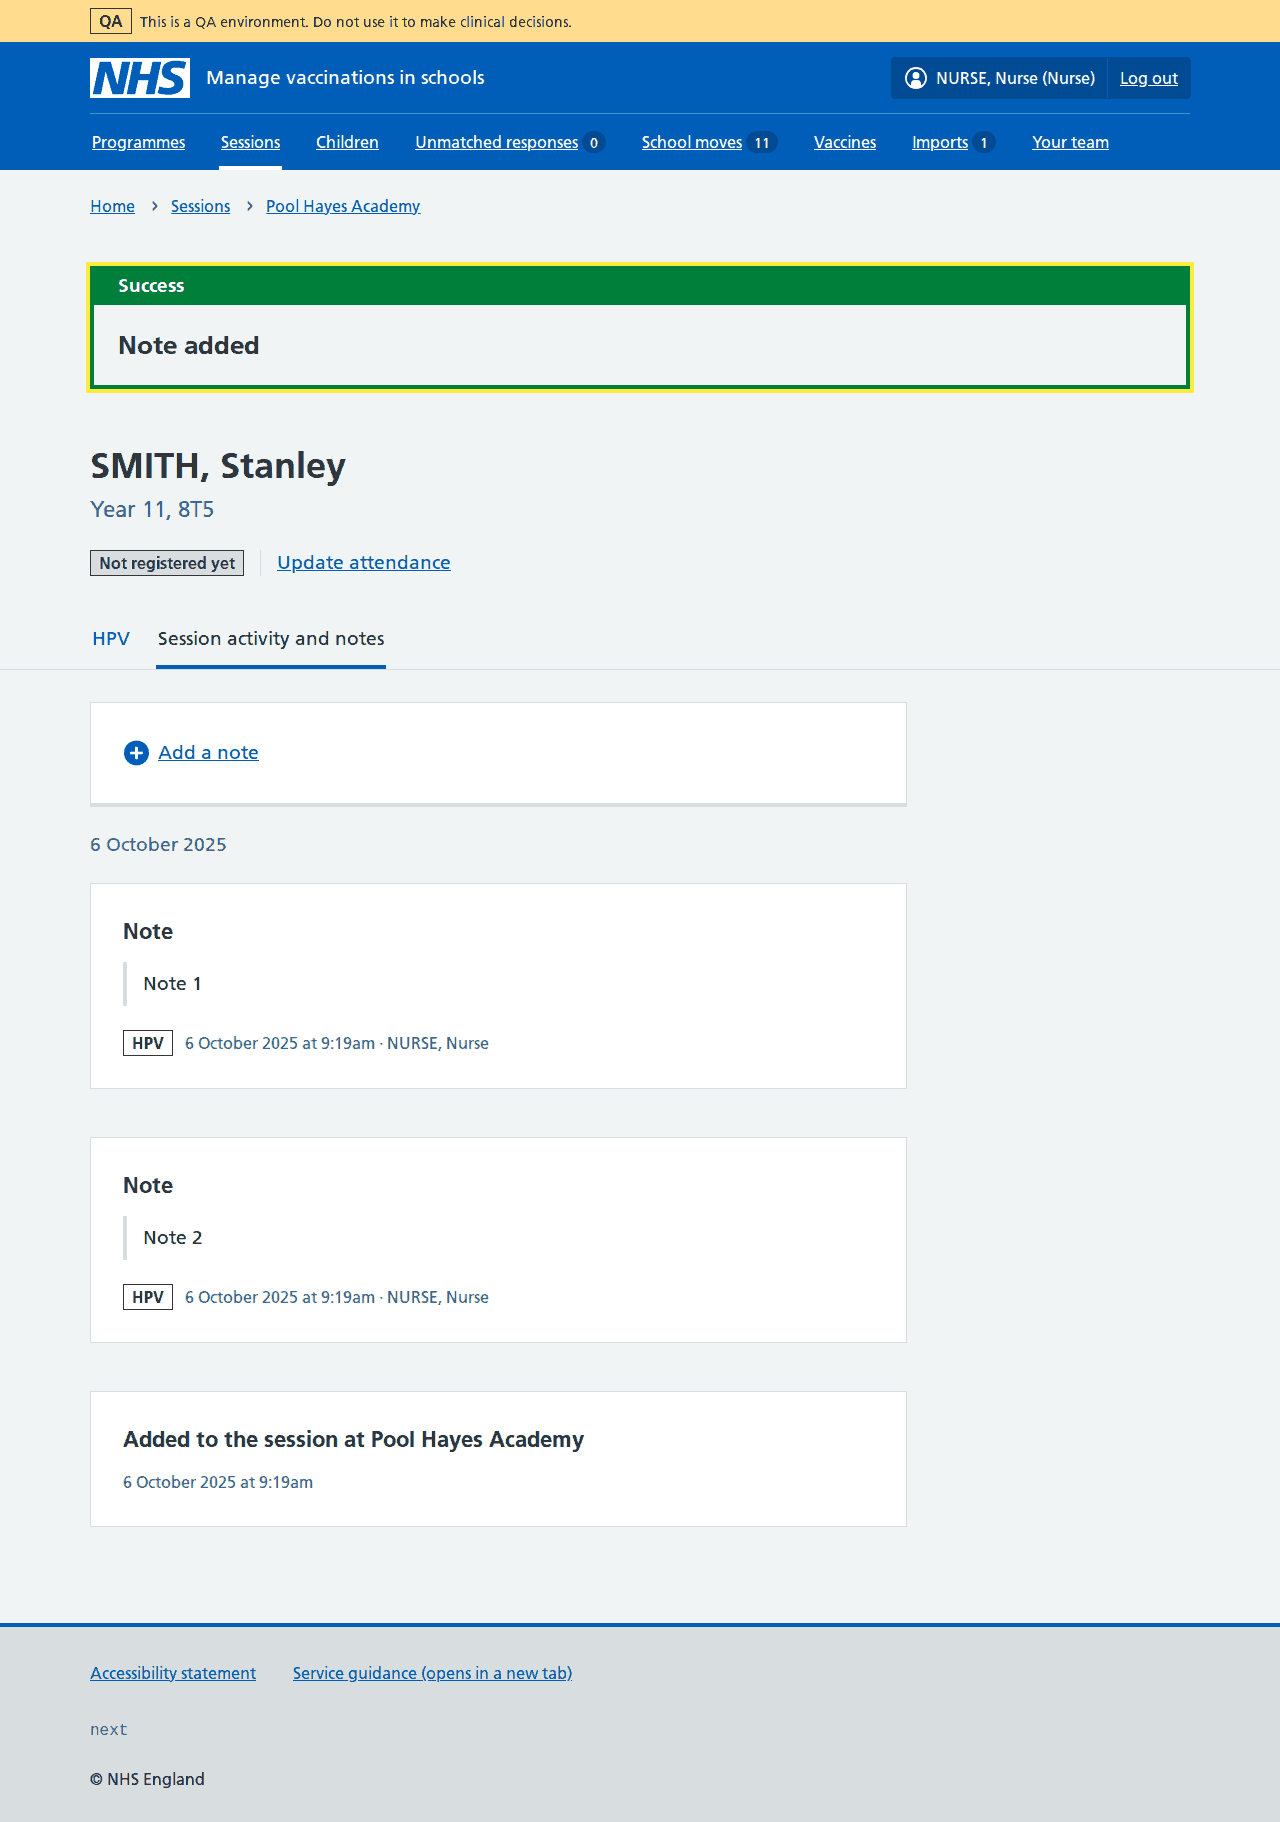 QA This is a QA environment. Do not use it to make clinical decisions.
NHS Manage vaccinations in schools NURSE, Nurse (Nurse) Log out
Programmes Sessions Children Unmatched responses 0 School moves 11 Vaccines Imports 1 Your team
Home Sessions Pool Hayes Academy
Success
Note added
SMITH, Stanley
Year 11, 8T5
Not registered yet Update attendance
HPV Session activity and notes
Add a note
6 October 2025
Note
Note 1
HPV 6 October 2025 at 9:19am · NURSE, Nurse
Note
Note 2
HPV 6 October 2025 at 9:19am · NURSE, Nurse
Added to the session at Pool Hayes Academy
6 October 2025 at 9:19am
Accessibility statement Service guidance (opens in a new tab)
next
© NHS England